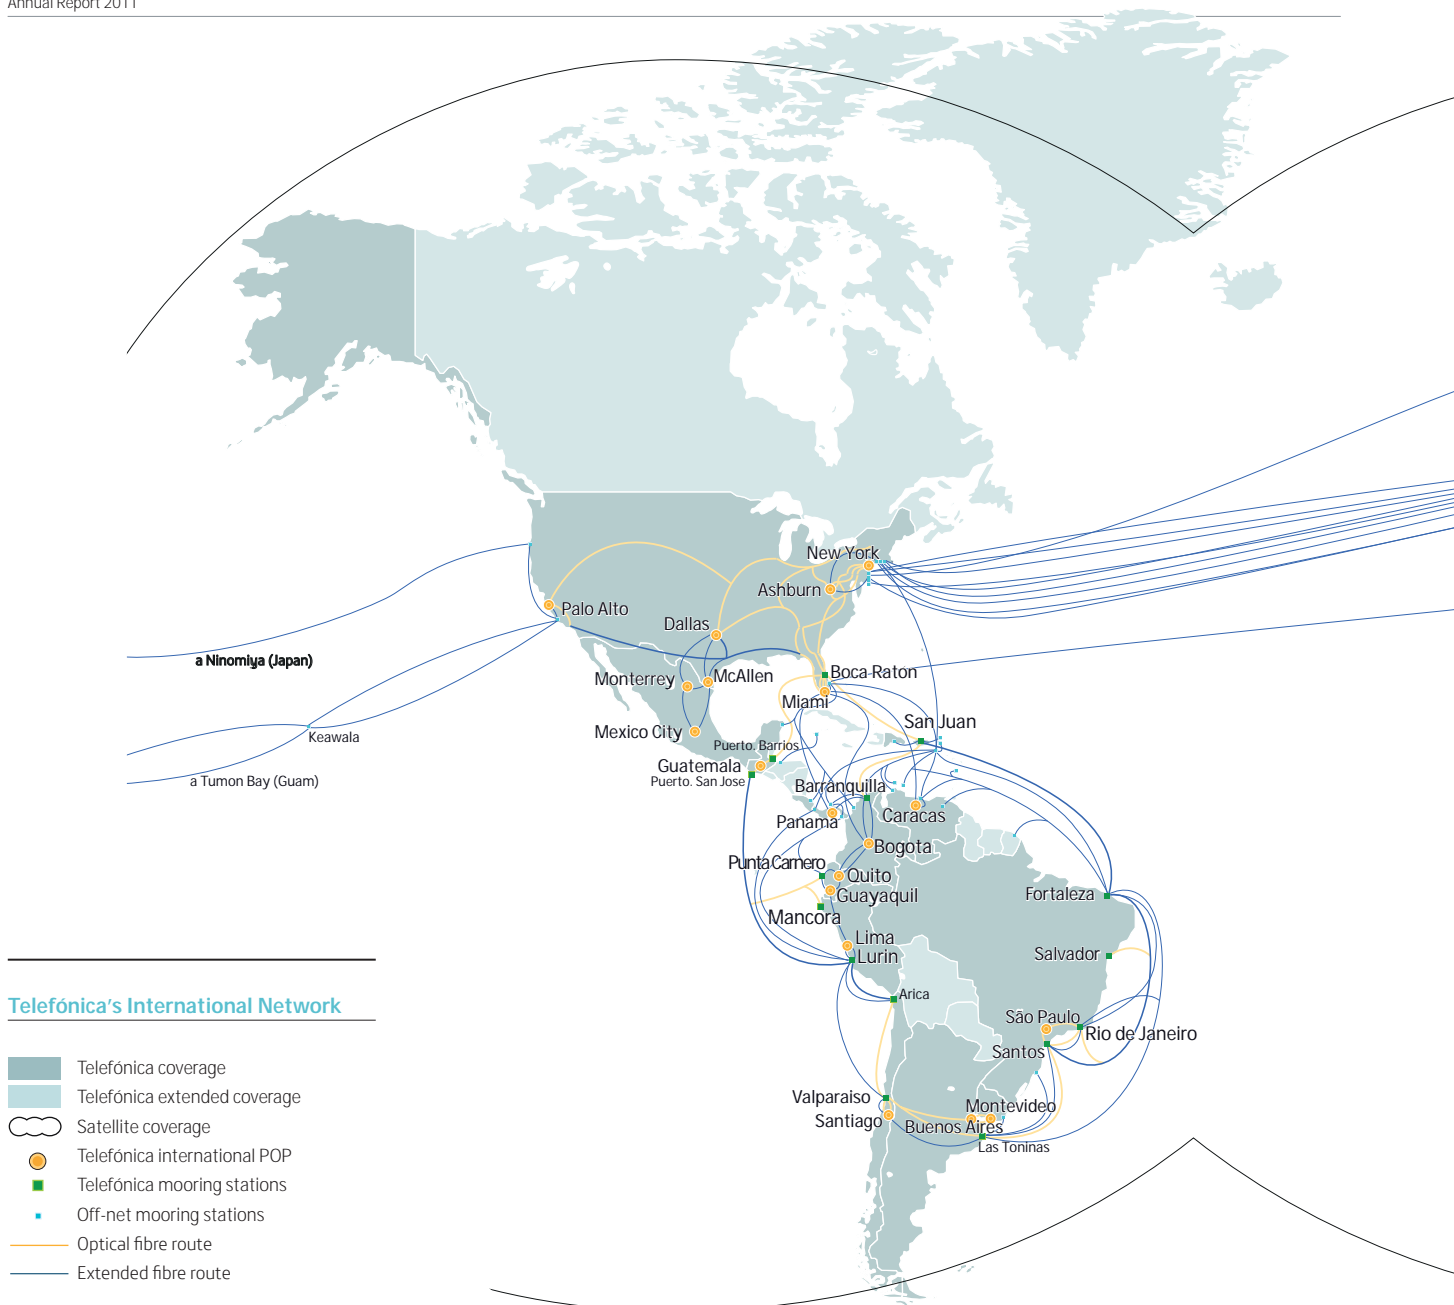 Annual Report 2011
New York
Ashburn
Palo Alto
Dallas
a Ninomiya (Japan)
Boca Raton
Monterrey
McAllen
Miami
San Juan
Mexico City
Keawala
Puerto. Barrios
Guatemala
Puerto. San Jose
a Tumon Bay (Guam)
Barranquilla
Caracas
Panama
Bogota
Punta Carnero
Quito
Guayaquil
Fortaleza
Mancora
Lima
Lurin
Salvador
Arica
Telefónica's International Network
São Paulo
Rio de Janeiro
Santos
Telefónica coverage
Telefónica extended coverage
Valparaiso
Montevideo
Santiago
Buenos Aires
Satellite coverage
Las Toninas
Telefónica international POP
Telefónica mooring stations
Off-net mooring stations
Optical fibre route
Extended fibre route